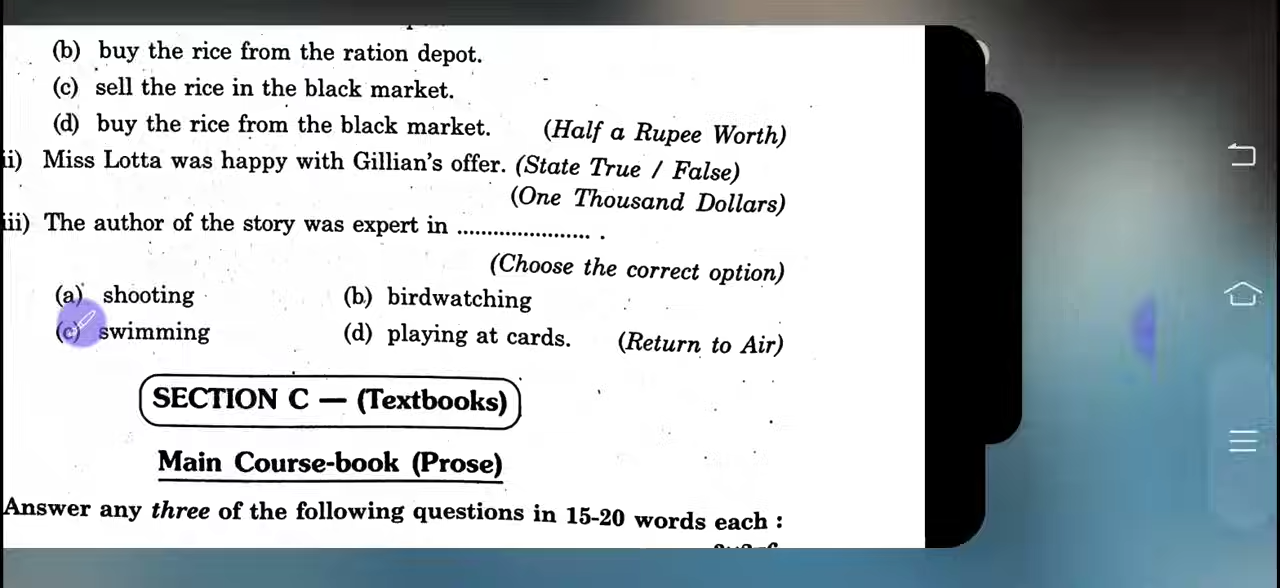 (b) buy the rice from the ration depot.
(c) sell the rice in the black market.
(d) buy the rice from the black market. (Half a Rupee Worth)
ii) Miss Lotta was happy with Gillian's offer. (State True / False)
(One Thousand Dollars)
iii) The author of the story was expert in ...................... .
(Choose the correct option)
(a) shooting (b) birdwatching
(c) swimming (d) playing at cards. (Return to Air)
SECTION C — (Textbooks)
Main Course-book (Prose)
Answer any three of the following questions in 15-20 words each :